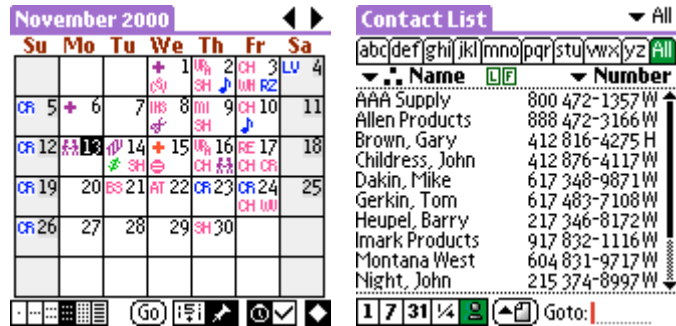 November 2000
Su Mo Tu We Th Fr Sa
1 VA 2 CH 3 LV 4
SH WH RZ
CR 5 6 7 IHS 8 MI 9 CH 10 11
SH
CR 12 13 14 15 VA 16 RE 17 18
SH CH CH CR
CR 19 20 BS 21 AT 22 CR 23 CR 24 25
CH WU
CR 26 27 28 29 SH 30
Go
Contact List All
abc def ghi jkl mno pqr stu vwx yz All
Name L F Number
AAA Supply 800 472-1357 W
Allen Products 888 472-3166 W
Brown, Gary 412 816-4275 H
Childress, John 412 876-4117 W
Dakin, Mike 617 348-9871 W
Gerkin, Tom 617 483-7108 W
Heupel, Barry 217 346-8172 W
Imark Products 917 832-1116 W
Montana West 604 831-9717 W
Night, John 215 374-8997 W
1 7 31 ¼ Goto: